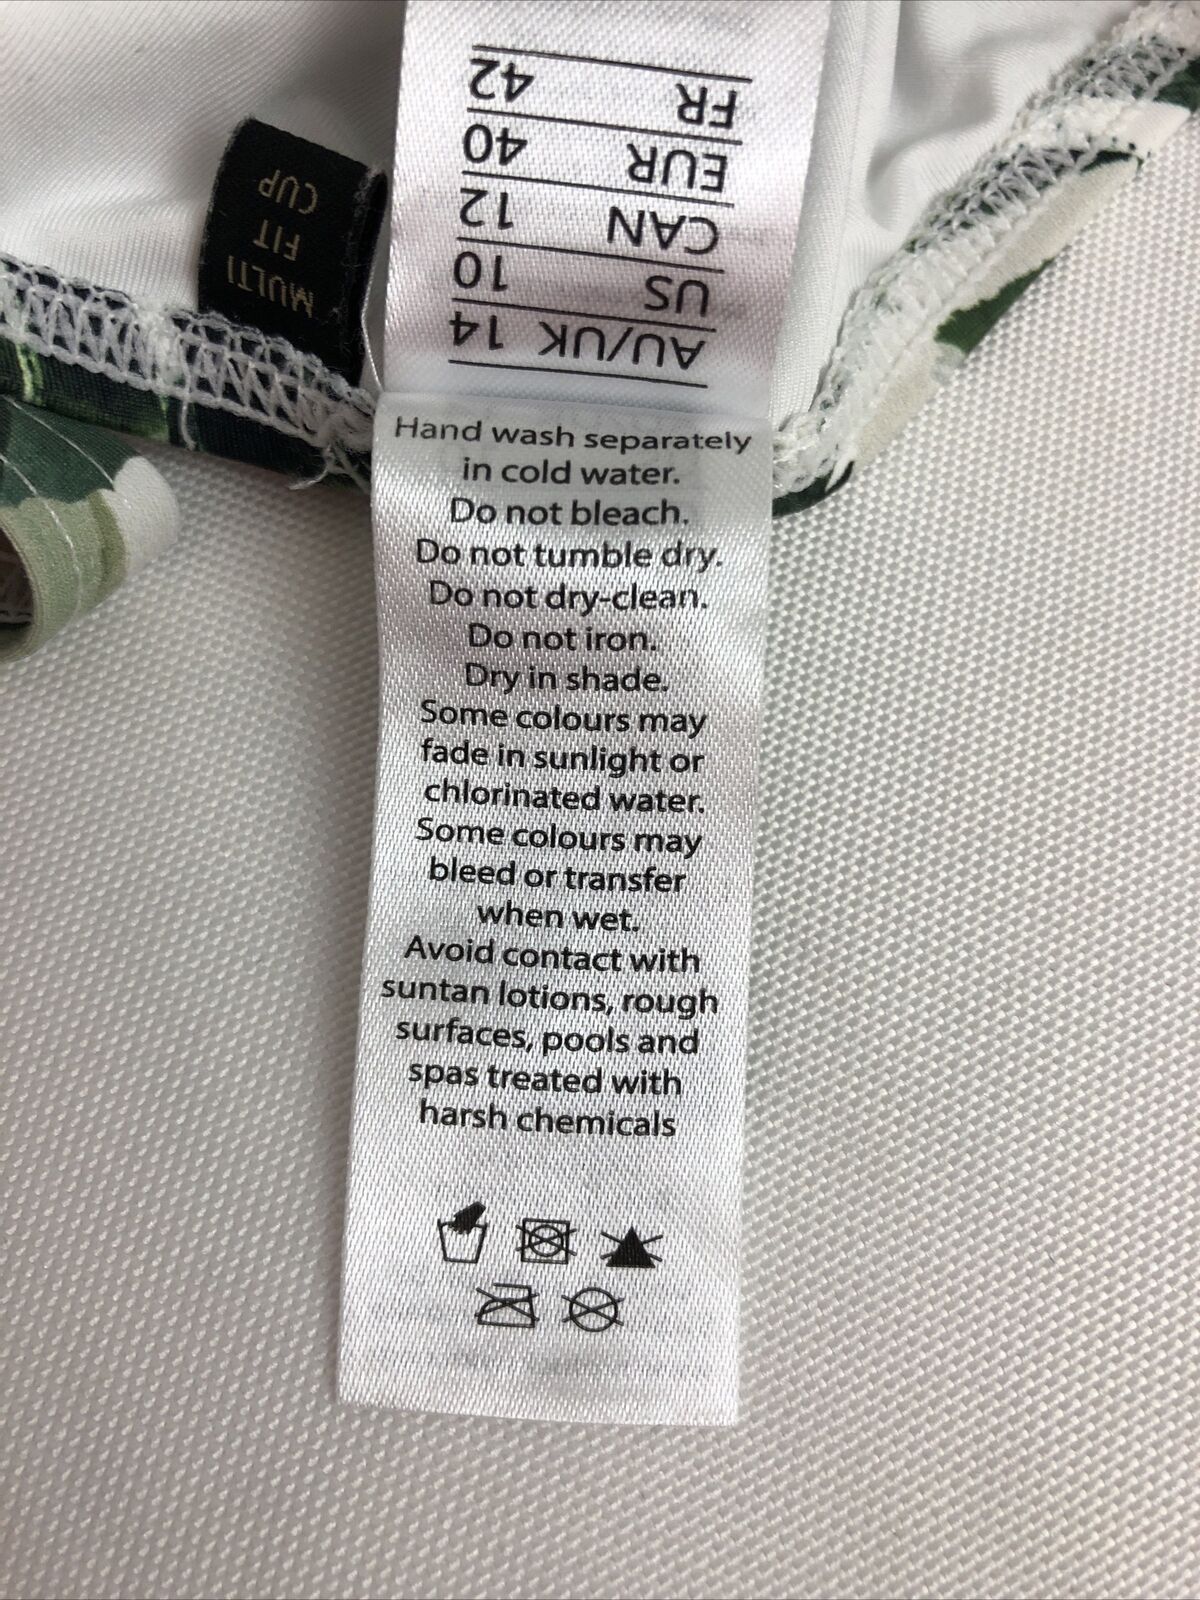 AU/UK 14
US 10
CAN 12
EUR 40
FR 42
MULTI
FIT
CUP
Hand wash separately
in cold water.
Do not bleach.
Do not tumble dry.
Do not dry-clean.
Do not iron.
Dry in shade.
Some colours may
fade in sunlight or
chlorinated water.
Some colours may
bleed or transfer
when wet.
Avoid contact with
suntan lotions, rough
surfaces, pools and
spas treated with
harsh chemicals